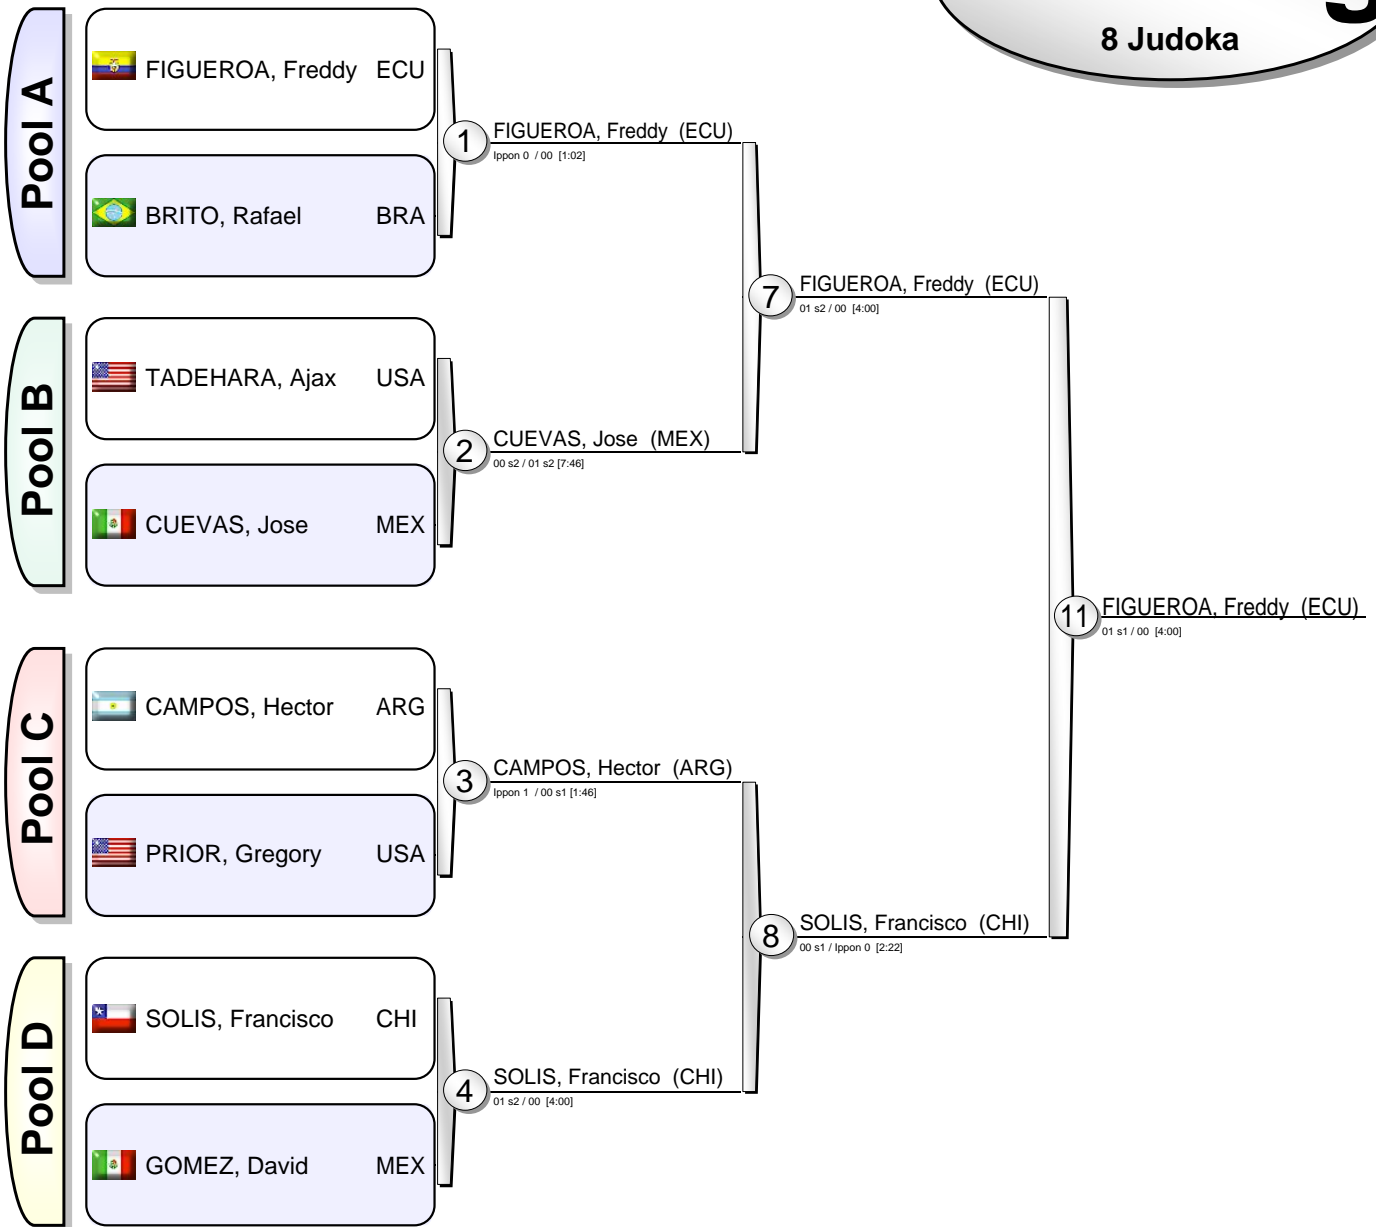 8 Judoka
Pool A
FIGUEROA, Freddy ECU
BRITO, Rafael BRA
1 FIGUEROA, Freddy (ECU)
Ippon 0 / 00 [1:02]
Pool B
TADEHARA, Ajax USA
CUEVAS, Jose MEX
2 CUEVAS, Jose (MEX)
00 s2 / 01 s2 [7:46]
7 FIGUEROA, Freddy (ECU)
01 s2 / 00 [4:00]
Pool C
CAMPOS, Hector ARG
PRIOR, Gregory USA
3 CAMPOS, Hector (ARG)
Ippon 1 / 00 s1 [1:46]
Pool D
SOLIS, Francisco CHI
GOMEZ, David MEX
4 SOLIS, Francisco (CHI)
01 s2 / 00 [4:00]
8 SOLIS, Francisco (CHI)
00 s1 / Ippon 0 [2:22]
11 FIGUEROA, Freddy (ECU)
01 s1 / 00 [4:00]